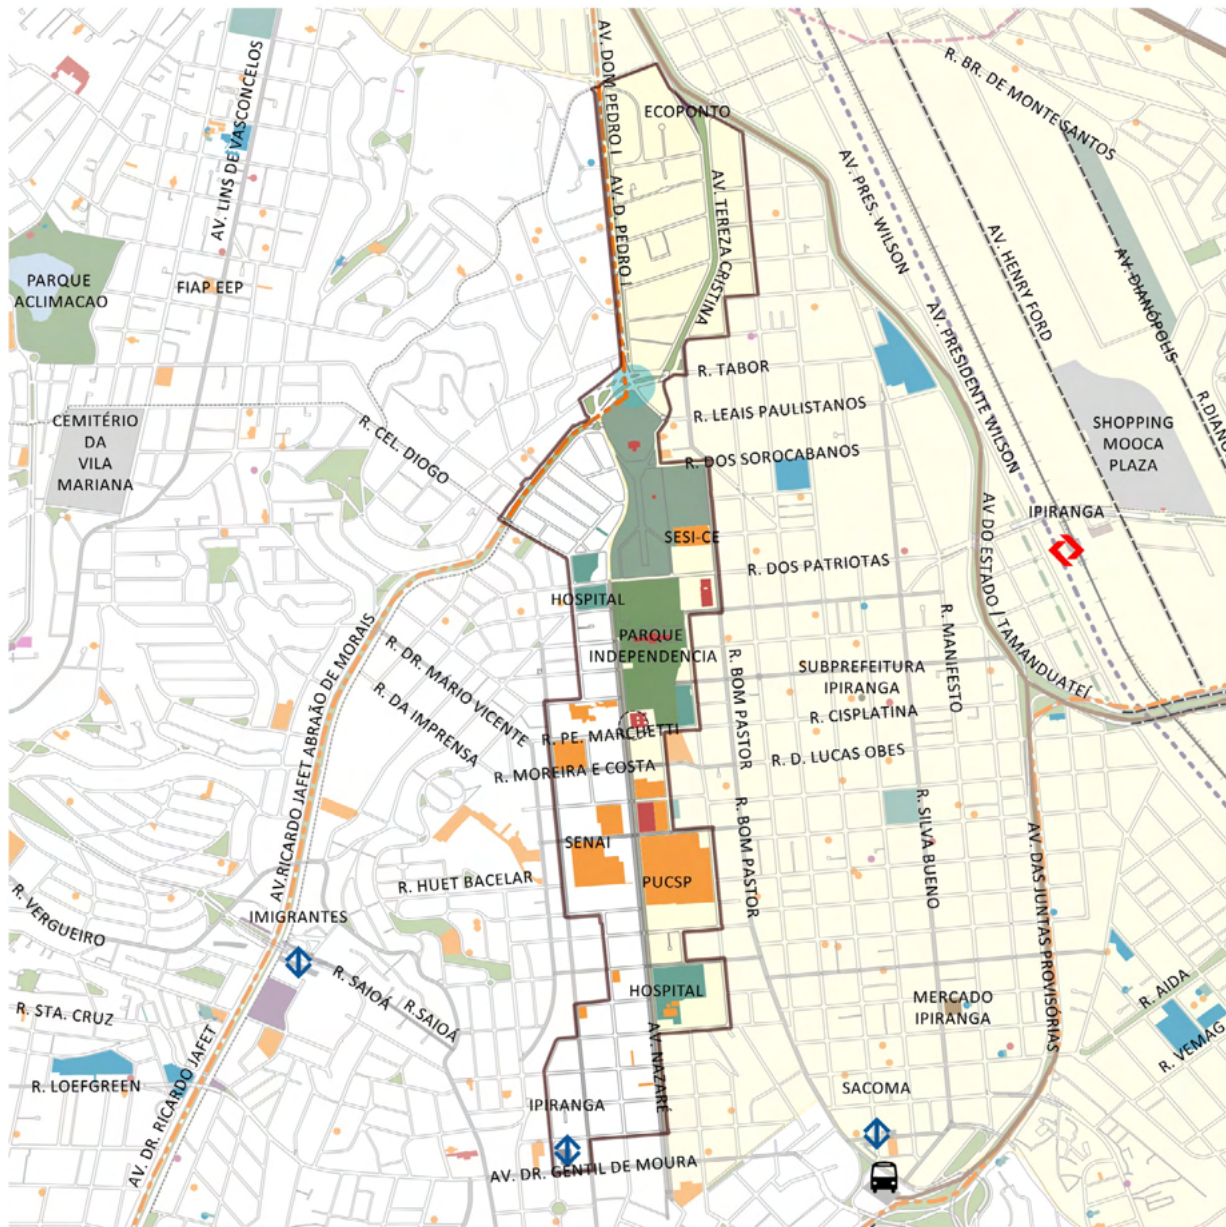 AV. DOM PEDRO I
R. BR. DE MONTE SANTOS
ECOPONTO
AV. LINS DE VASCONCELOS
AV. PRES. WILSON
AV. D. PEDRO I
AV. TEREZA CRISTINA
AV. HENRY FORD
AV. DIANÓPOLIS
PARQUE
ACLIMACAO
FIAP EEP
AV. PRESIDENTE WILSON
R. TABOR
R. LEAIS PAULISTANOS
R. DIANO
CEMITÉRIO
DA
VILA
MARIANA
R. CEL. DIOGO
SHOPPING
MOOCA
PLAZA
R. DOS SOROCABANOS
SESI-CE
IPIRANGA
AV DO ESTADO | TAMANDUATEÍ
R. DOS PATRIOTAS
HOSPITAL
PARQUE
INDEPENDENCIA
R. MANIFESTO
R. DR. MÁRIO VICENTE
R. DA IMPRENSA
R. BOM PASTOR
SUBPREFEITURA
IPIRANGA
R. CISPLATINA
R. PE. MARCHETTI
R. MOREIRA E COSTA
R. D. LUCAS OBES
AV.RICARDO JAFET ABRAÃO DE MORAIS
R. BOM PASTOR
R. SILVA BUENO
AV. DAS JUNTAS PROVISÓRIAS
SENAI
PUCSP
R. HUET BACELAR
R. VERGUEIRO
IMIGRANTES
R. SAIOÁ
R.SAIOÁ
HOSPITAL
MERCADO
IPIRANGA
R. AIDA
R. VEMAG
R. STA. CRUZ
R. LOEFGREEN
AV. DR. RICARDO JAFET
AV. NAZARÉ
IPIRANGA
SACOMA
AV. DR. GENTIL DE MOURA